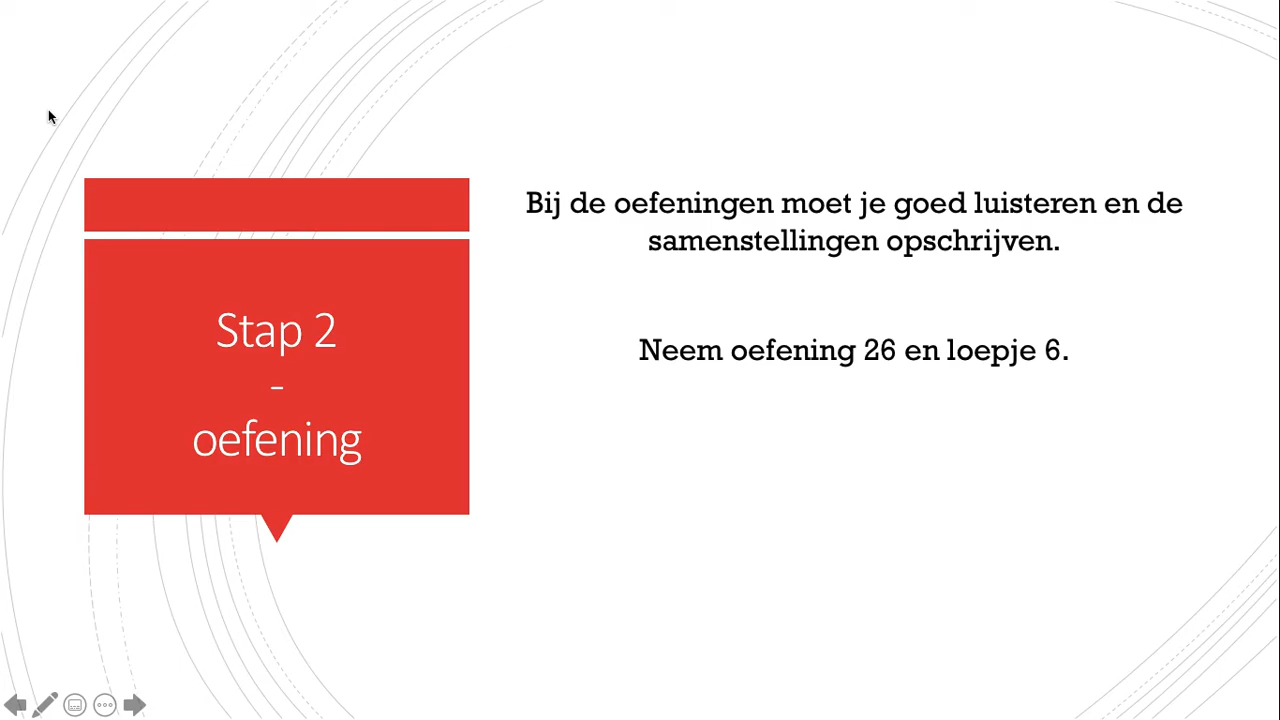 Stap 2
-
oefening
Bij de oefeningen moet je goed luisteren en de
samenstellingen opschrijven.
Neem oefening 26 en loepje 6.